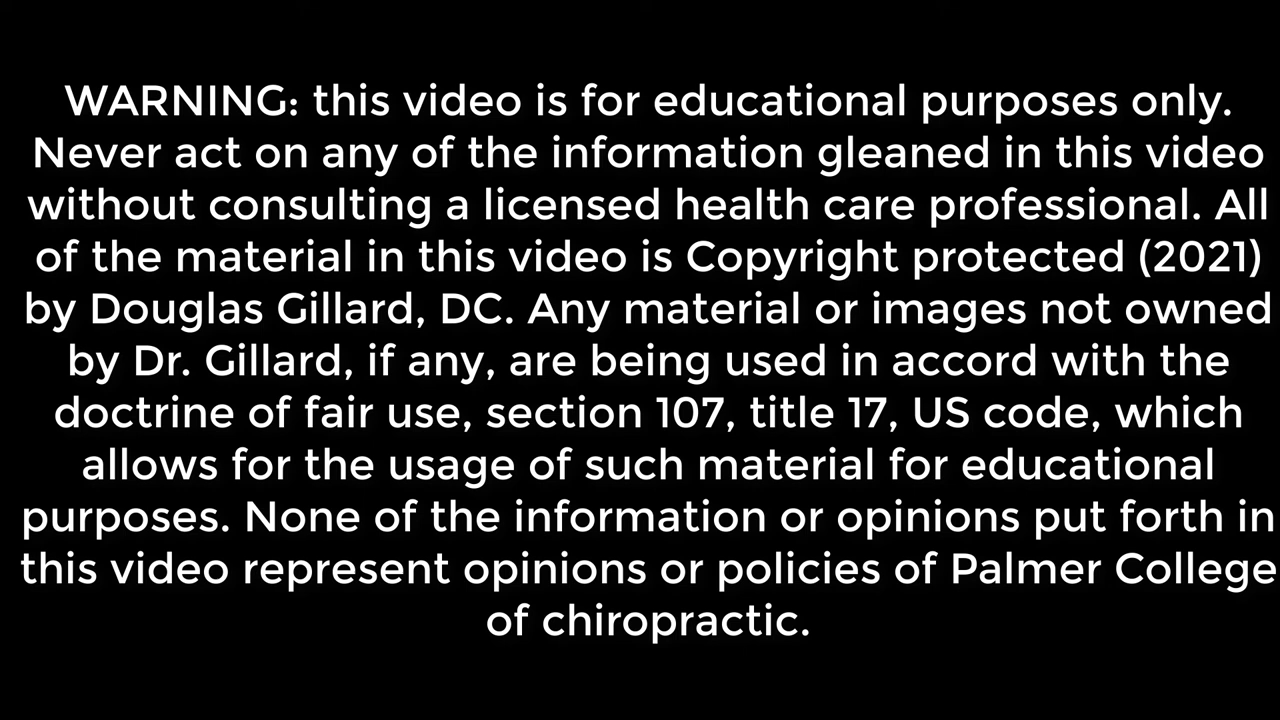 WARNING: this video is for educational purposes only.
Never act on any of the information gleaned in this video
without consulting a licensed health care professional. All
of the material in this video is Copyright protected (2021)
by Douglas Gillard, DC. Any material or images not owned
by Dr. Gillard, if any, are being used in accord with the
doctrine of fair use, section 107, title 17, US code, which
allows for the usage of such material for educational
purposes. None of the information or opinions put forth in
this video represent opinions or policies of Palmer College
of chiropractic.